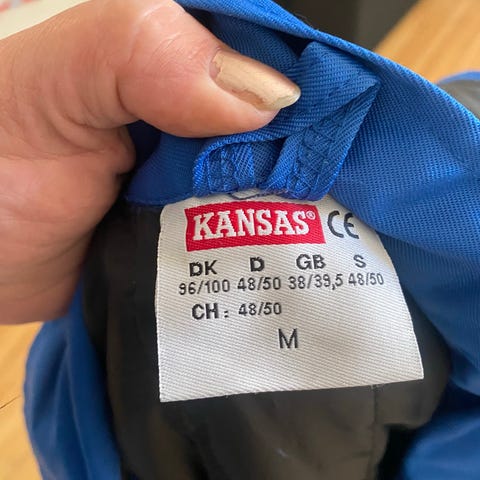 KANSAS® CE
DK D GB S
96/100 48/50 38/39,5 48/50
CH: 48/50
M